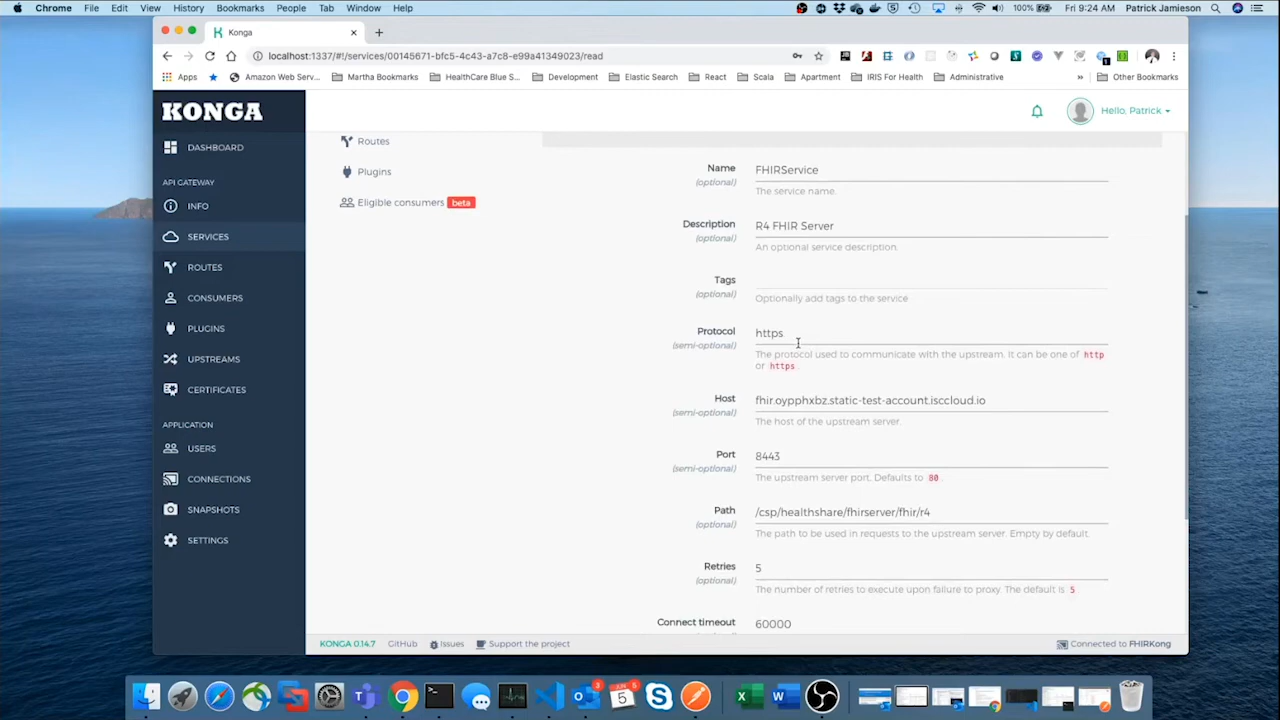 Chrome File Edit View History Bookmarks People Tab Window Help
100% Fri 9:24 AM Patrick Jamieson
Konga
localhost:1337/#!/services/00145671-bfc5-4c43-a7c8-e99a41349023/read
Apps Amazon Web Serv... Martha Bookmarks HealthCare Blue S... Development Elastic Search React Scala Apartment IRIS For Health Administrative » Other Bookmarks
KONGA
Hello, Patrick
DASHBOARD
API GATEWAY
INFO
SERVICES
ROUTES
CONSUMERS
PLUGINS
UPSTREAMS
CERTIFICATES
APPLICATION
USERS
CONNECTIONS
SNAPSHOTS
SETTINGS
Routes
Plugins
Eligible consumers beta
Name FHIRService
(optional)
The service name.
Description R4 FHIR Server
(optional)
An optional service description.
Tags
(optional)
Optionally add tags to the service
Protocol https
(semi-optional)
The protocol used to communicate with the upstream. It can be one of http
or https.
Host fhir.oypphxbz.static-test-account.isccloud.io
(semi-optional)
The host of the upstream server.
Port 8443
(semi-optional)
The upstream server port. Defaults to 80.
Path /csp/healthshare/fhirserver/fhir/r4
(optional)
The path to be used in requests to the upstream server. Empty by default.
Retries 5
(optional)
The number of retries to execute upon failure to proxy. The default is 5
Connect timeout 60000
KONGA 0.14.7 GitHub Issues Support the project Connected to FHIRKong